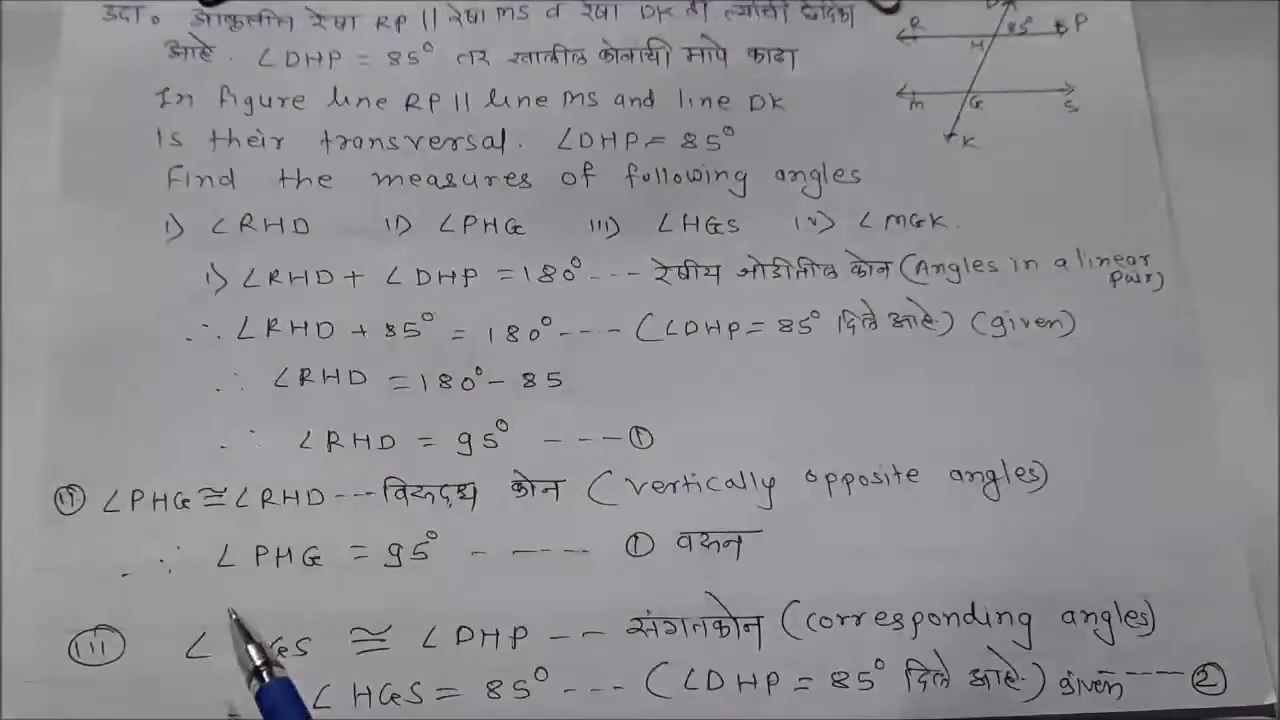 उदा. आकृतीत रेषा RP || रेषा MS व रेषा DK ही त्यांची छेदिका
आहे. ∠DHP = 85° तर खालील कोनांची मापे काढा
In figure line RP || line MS and line DK
Is their transversal. ∠DHP = 85°
Find the measures of following angles
i) ∠RHD ii) ∠PHG iii) ∠HGS iv) ∠MGK.
i) ∠RHD + ∠DHP = 180° --- रेषीय जोडीतील कोन (Angles in a linear pair)
∴ ∠RHD + 85° = 180° --- (∠DHP = 85° दिले आहे.) (given)
∴ ∠RHD = 180° - 85
∴ ∠RHD = 95° ---- ①
ii) ∠PHG ≅ ∠RHD --- विरुद्ध कोन (vertically opposite angles)
∴ ∠PHG = 95° ------ ① वरून
iii) ∠ GS ≅ ∠DHP -- संगतकोन (corresponding angles)
∠HGS = 85° --- (∠DHP = 85° दिले आहे.) given ---- ②
D
R H 85° P
M G S
K